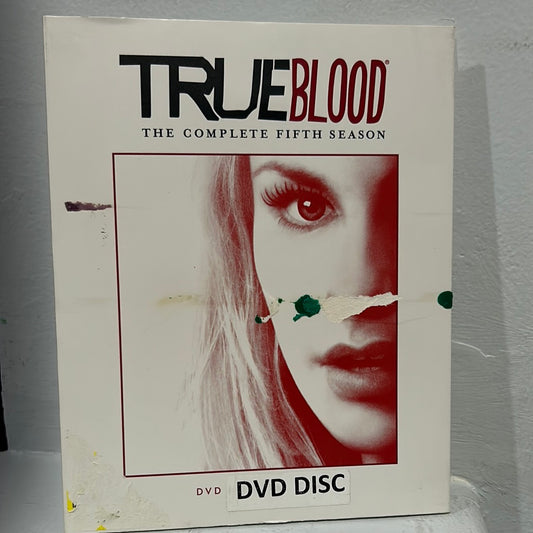 TRUEBLOOD®
THE COMPLETE FIFTH SEASON
DVD DVD DISC